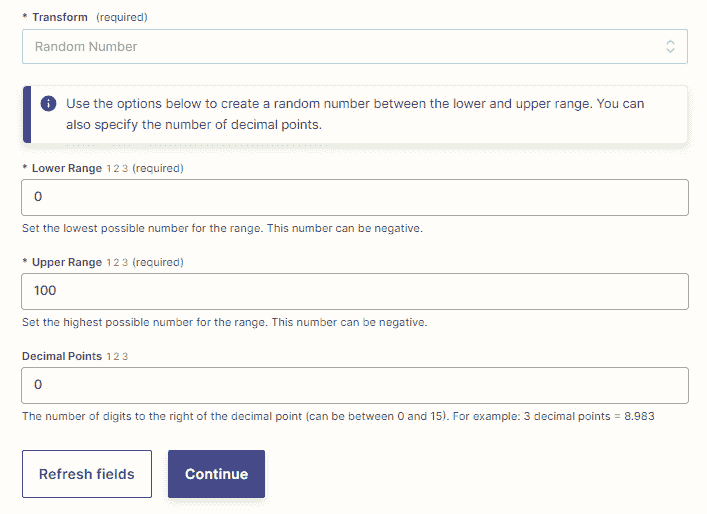 * Transform (required)
Random Number
Use the options below to create a random number between the lower and upper range. You can
also specify the number of decimal points.
* Lower Range 1 2 3 (required)
0
Set the lowest possible number for the range. This number can be negative.
* Upper Range 1 2 3 (required)
100
Set the highest possible number for the range. This number can be negative.
Decimal Points 1 2 3
0
The number of digits to the right of the decimal point (can be between 0 and 15). For example: 3 decimal points = 8.983
Refresh fields Continue